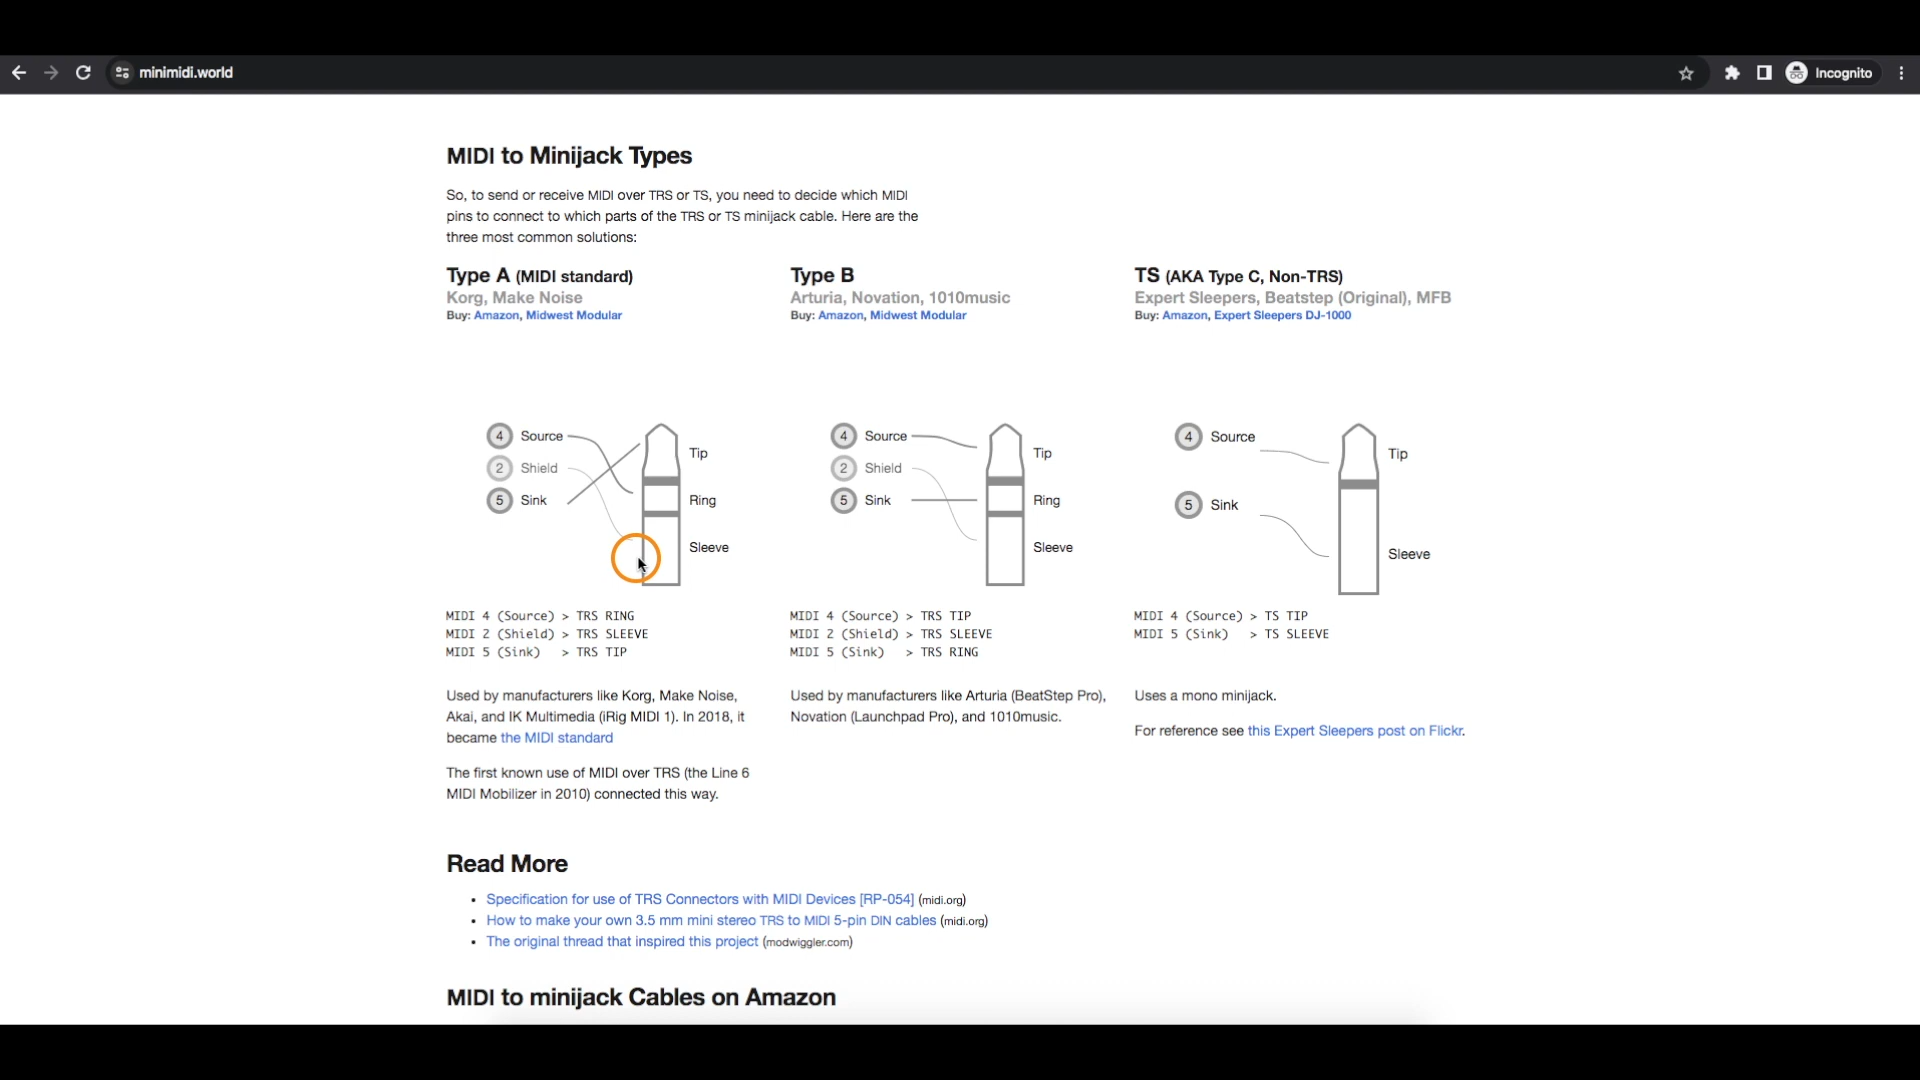 minimidi.world
Incognito
MIDI to Minijack Types
So, to send or receive MIDI over TRS or TS, you need to decide which MIDI
pins to connect to which parts of the TRS or TS minijack cable. Here are the
three most common solutions:
Type A (MIDI standard)
Korg, Make Noise
Buy: Amazon, Midwest Modular
4 Source
2 Shield
5 Sink
Tip
Ring
Sleeve
MIDI 4 (Source) > TRS RING
MIDI 2 (Shield) > TRS SLEEVE
MIDI 5 (Sink) > TRS TIP
Used by manufacturers like Korg, Make Noise,
Akai, and IK Multimedia (iRig MIDI 1). In 2018, it
became the MIDI standard
The first known use of MIDI over TRS (the Line 6
MIDI Mobilizer in 2010) connected this way.
Type B
Arturia, Novation, 1010music
Buy: Amazon, Midwest Modular
4 Source
2 Shield
5 Sink
Tip
Ring
Sleeve
MIDI 4 (Source) > TRS TIP
MIDI 2 (Shield) > TRS SLEEVE
MIDI 5 (Sink) > TRS RING
Used by manufacturers like Arturia (BeatStep Pro),
Novation (Launchpad Pro), and 1010music.
TS (AKA Type C, Non-TRS)
Expert Sleepers, Beatstep (Original), MFB
Buy: Amazon, Expert Sleepers DJ-1000
4 Source
5 Sink
Tip
Sleeve
MIDI 4 (Source) > TS TIP
MIDI 5 (Sink) > TS SLEEVE
Uses a mono minijack.
For reference see this Expert Sleepers post on Flickr.
Read More
• Specification for use of TRS Connectors with MIDI Devices [RP-054] (midi.org)
• How to make your own 3.5 mm mini stereo TRS to MIDI 5-pin DIN cables (midi.org)
• The original thread that inspired this project (modwiggler.com)
MIDI to minijack Cables on Amazon